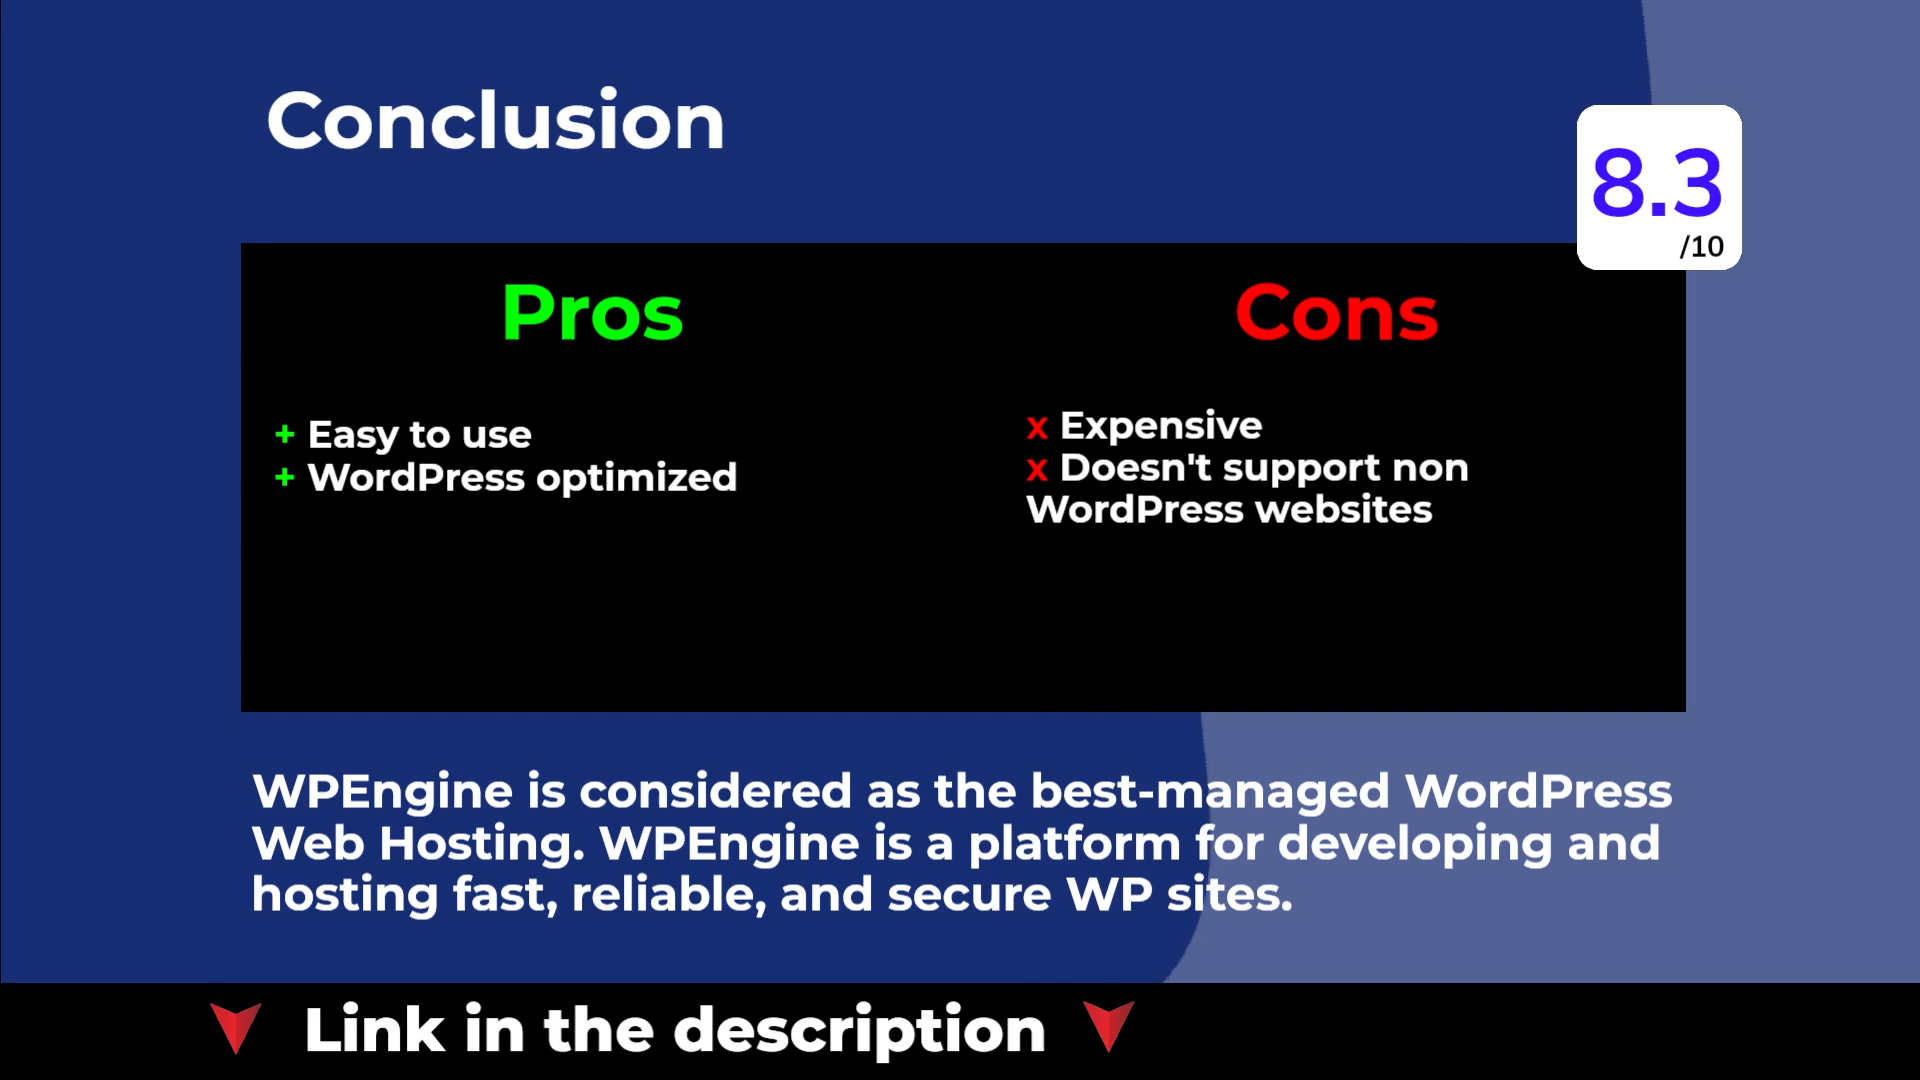 Conclusion
8.3
/10
Pros
+ Easy to use
+ WordPress optimized
Cons
x Expensive
x Doesn't support non
WordPress websites
WPEngine is considered as the best-managed WordPress
Web Hosting. WPEngine is a platform for developing and
hosting fast, reliable, and secure WP sites.
Link in the description